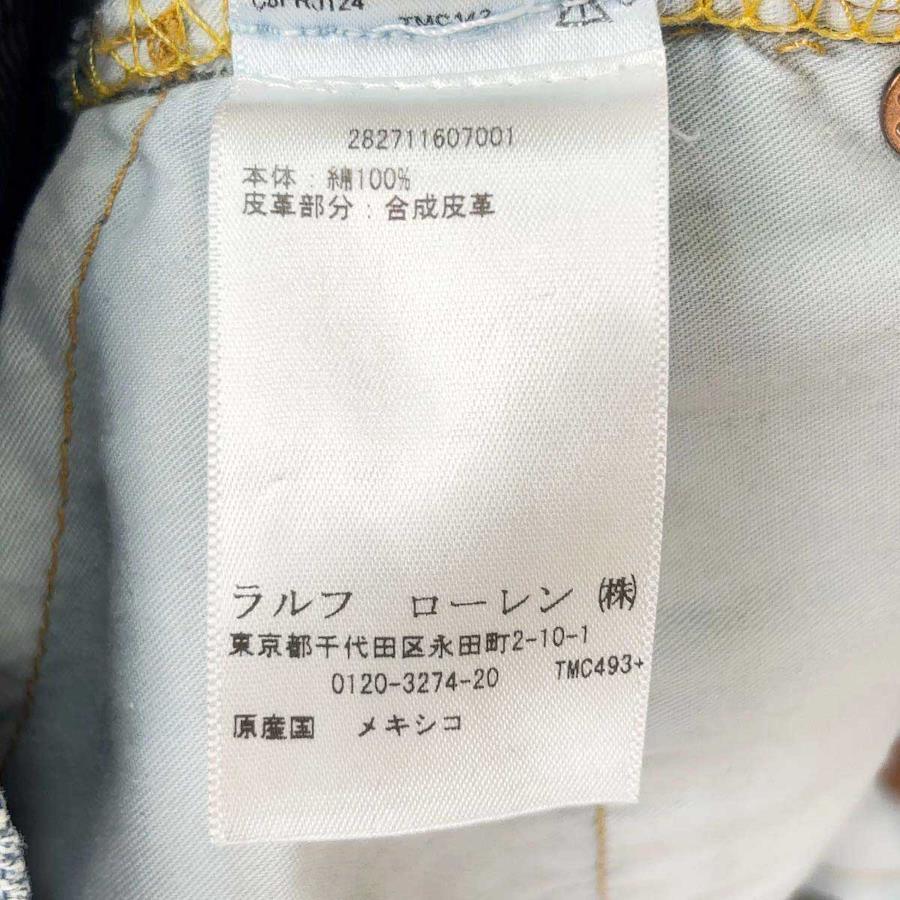 282711607001
本体：綿100%
皮革部分：合成皮革
ラルフ ローレン ㈱
東京都千代田区永田町2-10-1
0120-3274-20 TMC493+
原産国 メキシコ